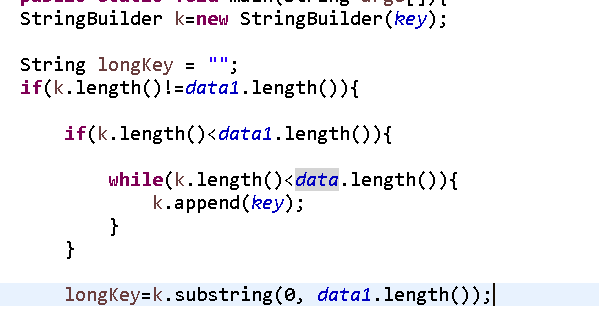 public static void main(String args[]){
StringBuilder k=new StringBuilder(key);
String longKey = "";
if(k.length()!=data1.length()){
if(k.length()<data1.length()){
while(k.length()<data.length()){
k.append(key);
}
}
longKey=k.substring(0, data1.length());